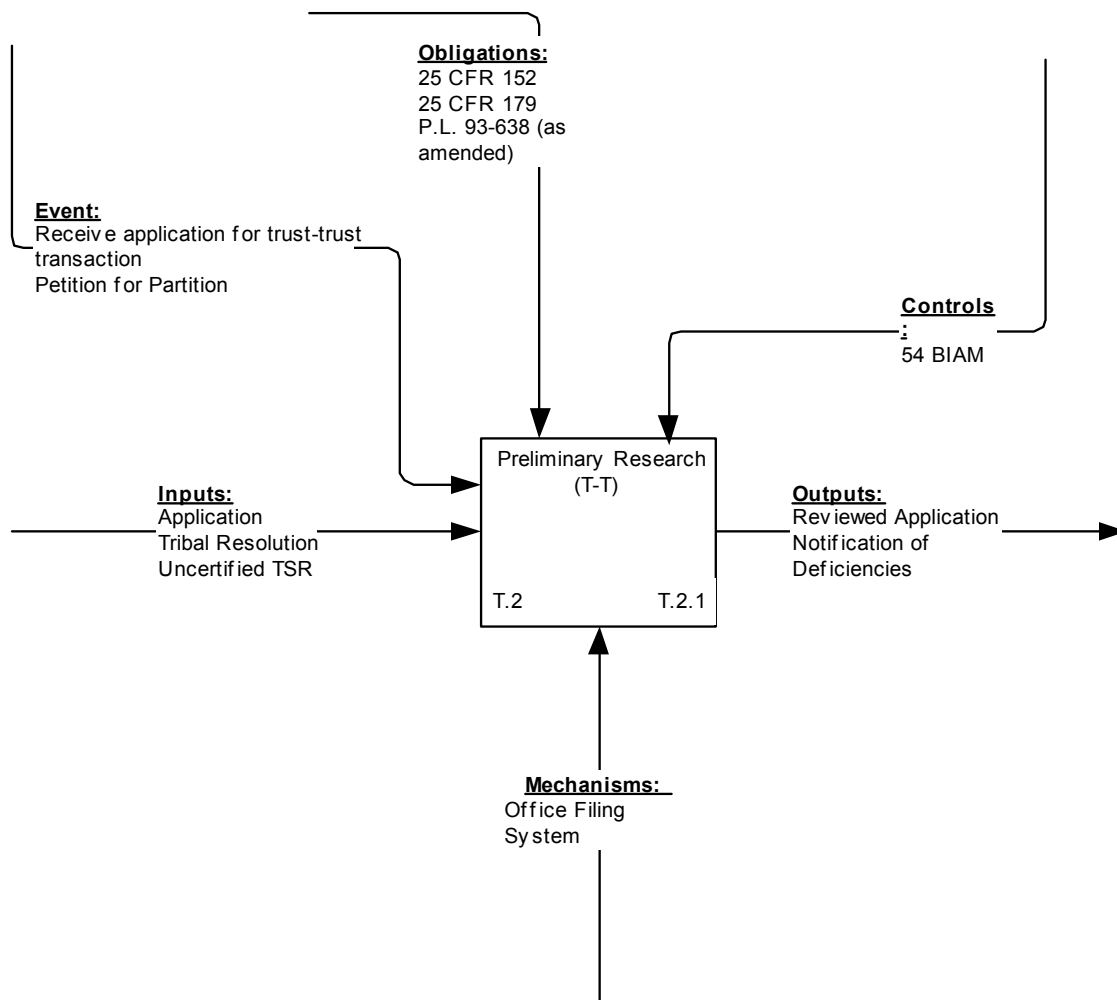 Obligations:
25 CFR 152
25 CFR 179
P.L. 93-638 (as
amended)
Event:
Receive application for trust-trust
transaction
Petition for Partition
Controls
:
54 BIAM
Preliminary Research
(T-T)
T.2
T.2.1
Inputs:
Application
Tribal Resolution
Uncertified TSR
Outputs:
Reviewed Application
Notification of
Deficiencies
Mechanisms:
Office Filing
System